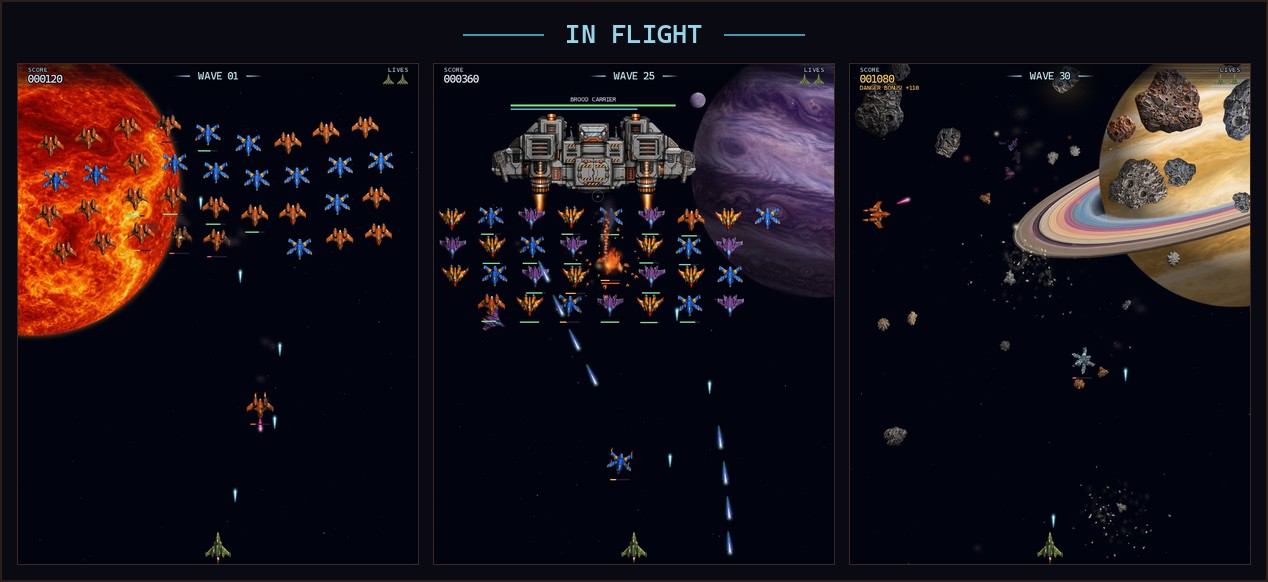 IN FLIGHT
SCORE
000120
WAVE 01
LIVES
SCORE
000360
WAVE 25
LIVES
BROOD CARRIER
SCORE
001080
DANGER BONUS +110
WAVE 30
LIVES